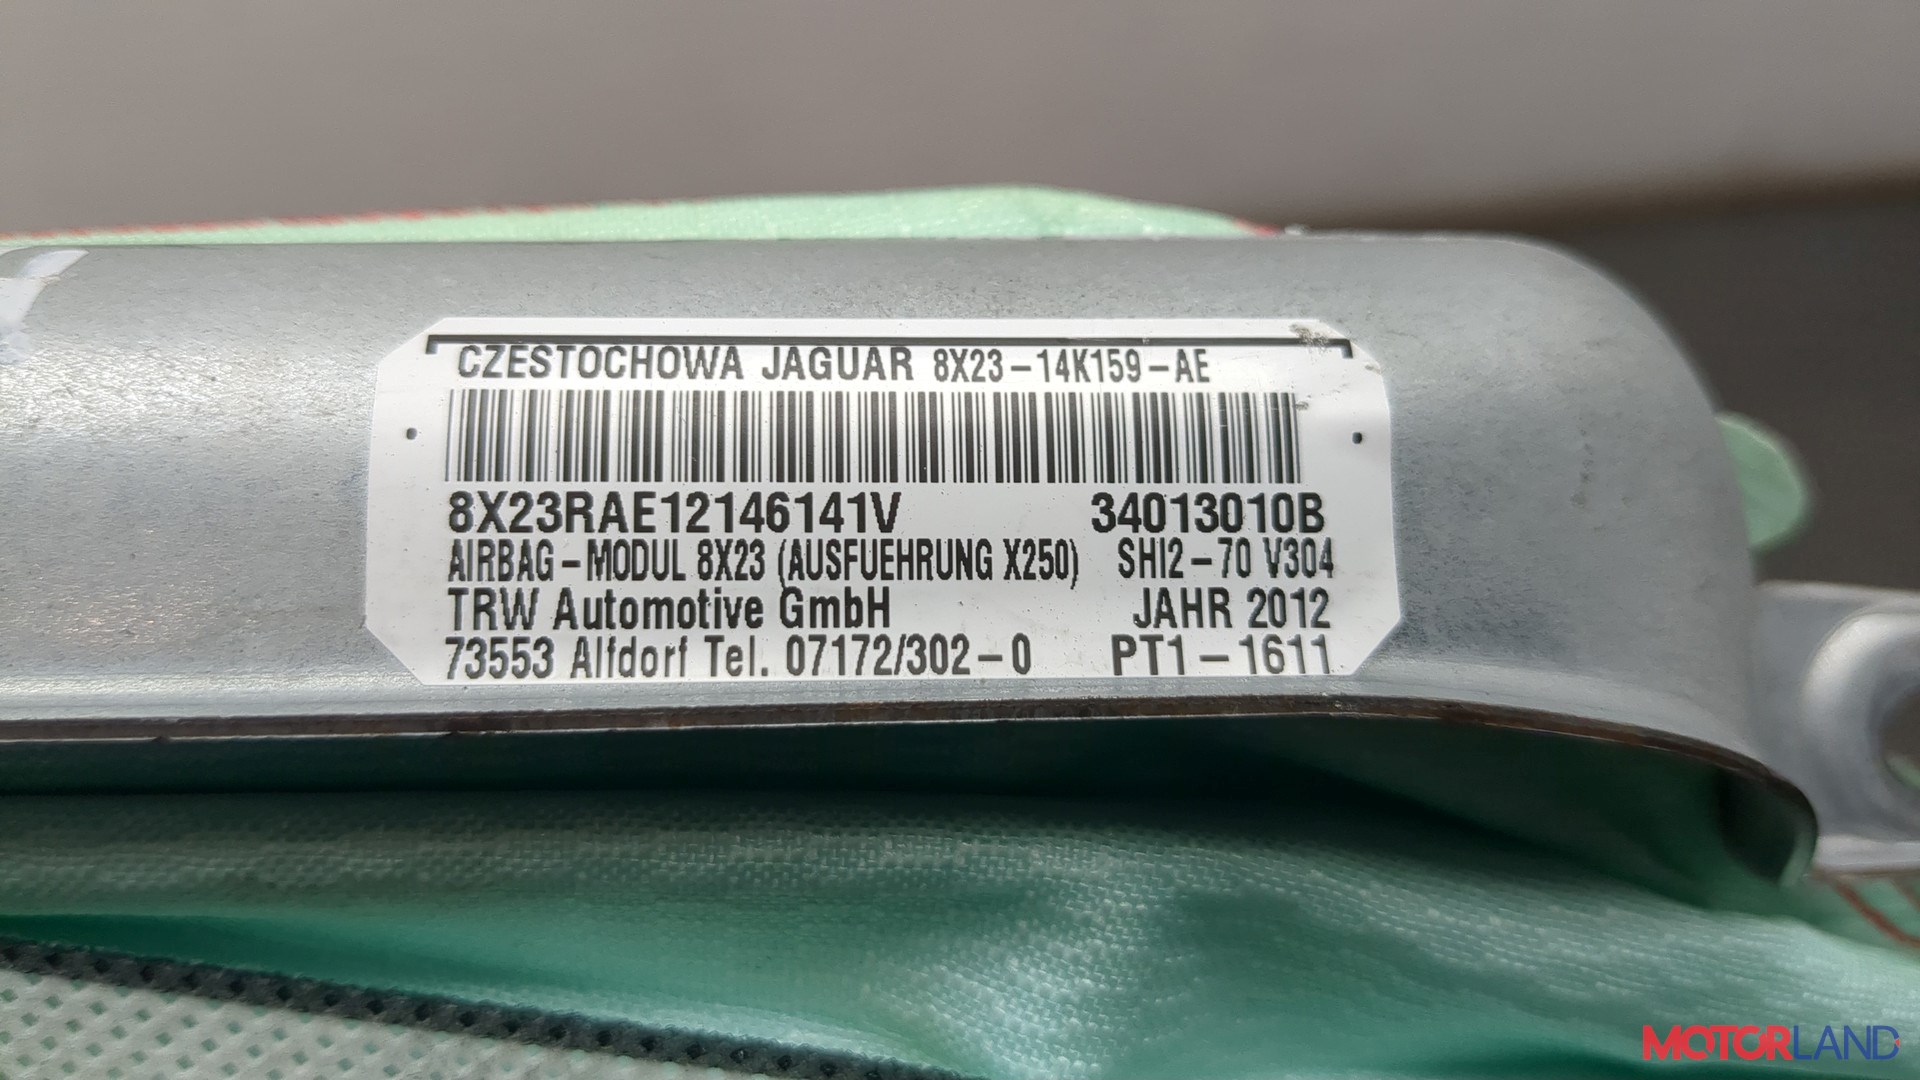 CZESTOCHOWA JAGUAR 8X23-14K159-AE
8X23RAE12146141V 34013010B
AIRBAG-MODUL 8X23 (AUSFUEHRUNG X250) SHI2-70 V304
TRW Automotive GmbH JAHR 2012
73553 Alfdorf Tel. 07172/302-0 PT1-1611
MOTORLAND